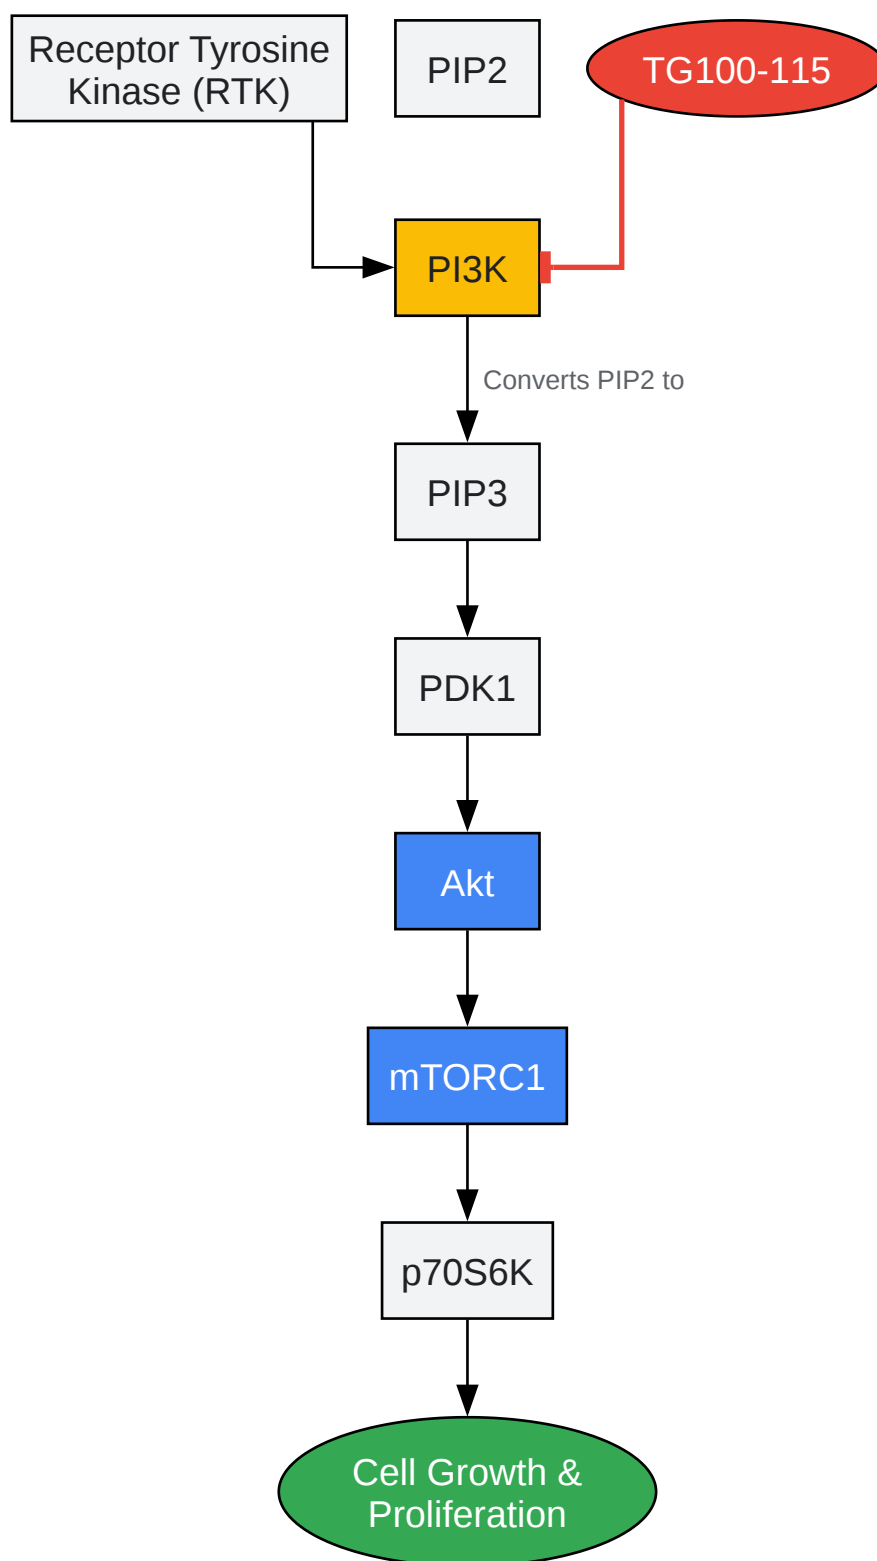 Receptor Tyrosine
Kinase (RTK)
PIP2
TG100-115
PI3K
Converts PIP2 to
PIP3
PDK1
Akt
mTORC1
p70S6K
Cell Growth &
Proliferation